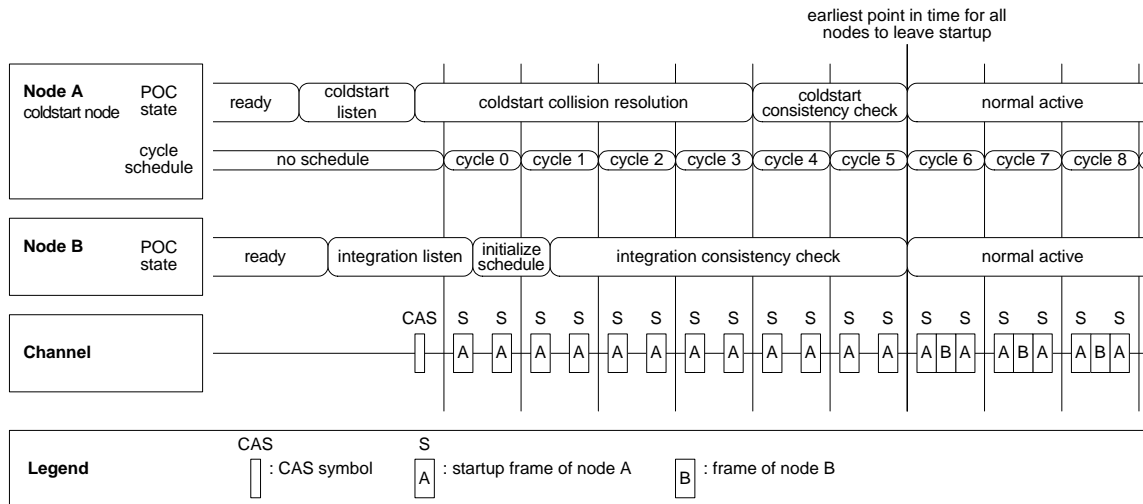 earliest point in time for all
nodes to leave startup
Node A
coldstart node
POC
state
ready
coldstart
listen
coldstart collision resolution
coldstart
consistency check
normal active
cycle
schedule
no schedule
cycle 0
cycle 1
cycle 2
cycle 3
cycle 4
cycle 5
cycle 6
cycle 7
cycle 8
Node B
POC
state
ready
integration listen
initialize
schedule
integration consistency check
normal active
CAS S S S S S S S S S S S S S S S S S S
Channel
A A A A A A A A A A A A A B A A B A A B A
Legend
CAS
: CAS symbol
S
A
: startup frame of node A
B
: frame of node B